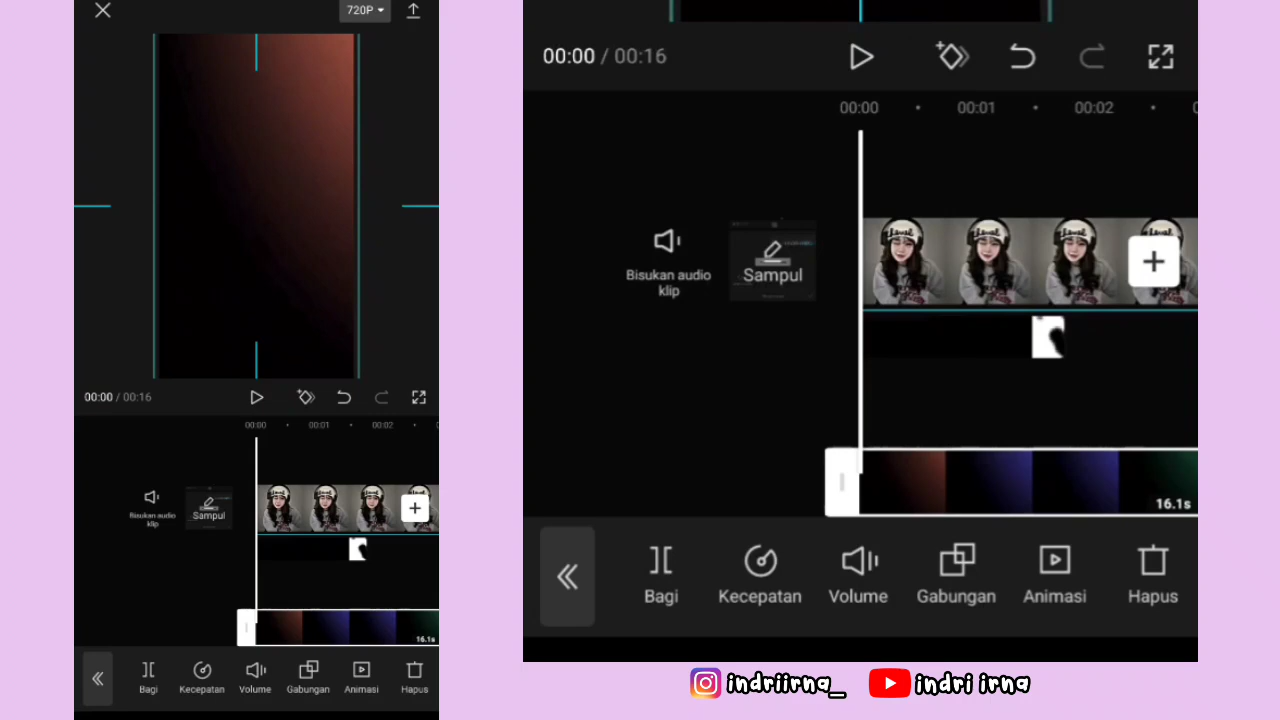 720P
00:00 / 00:16
00:00
00:01
00:02
Bisukan audio
klip
Sampul
16.1s
Bagi
Kecepatan
Volume
Gabungan
Animasi
Hapus
00:00 / 00:16
00:00
00:01
00:02
Bisukan audio
klip
Sampul
16.1s
Bagi
Kecepatan
Volume
Gabungan
Animasi
Hapus
indriirna_
indri irna